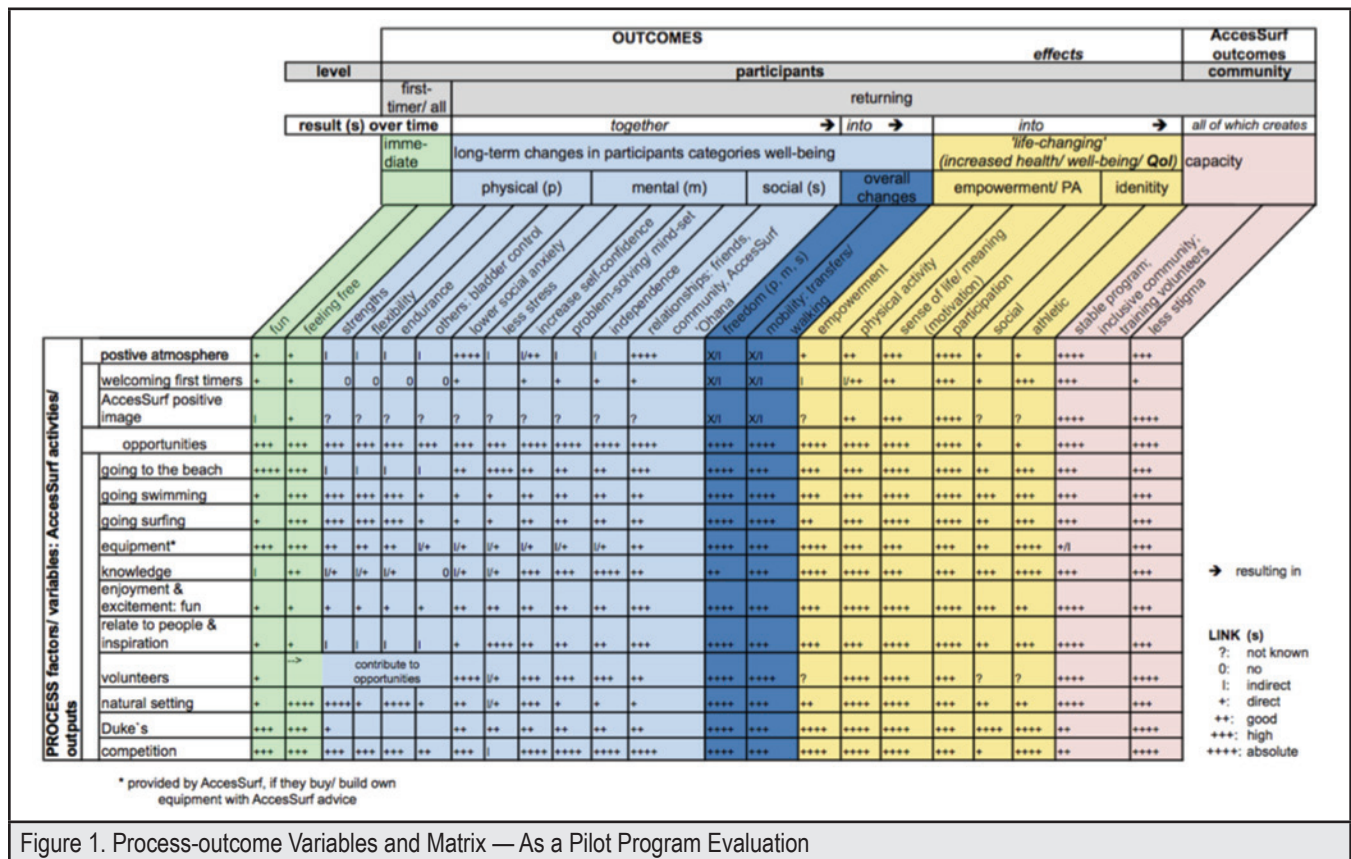 OUTCOMES
effects
AccesSurf
outcomes
level
participants
community
first-
timer/ all
returning
result (s) over time
together ➔
into ➔
into ➔
all of which creates
imme-
diate
long-term changes in participants categories well-being
'life-changing'
(increased health/ well-being/ QoI)
capacity
physical (p)
mental (m)
social (s)
overall
changes
empowerment/ PA
idenitity
fun
feeling free
strengths
flexibility
endurance
others: bladder control
lower social anxiety
less stress
increase self-confidence
problem-solving/ mind-set
independence
relationships: friends,
community, AccesSurf
'Ohana
freedom (p, m, s)
mobility: transfers/
walking
empowerment
physical activity
sense of life/ meaning
(motivation)
participation
social
athletic
stable program;
inclusive community;
training volunteers
less stigma
PROCESS factors/ variables: AccesSurf activties/
outputs
postive atmosphere + + I I I I ++++ I I/++ I I ++++ X/I X/I + ++ +++ ++++ + + ++++ +++
welcoming first timers + + 0 0 0 0 + + + + + X/I X/I I I/++ ++ +++ + +++ +++ +
AccesSurf positive
image I + ? ? ? ? ? ? ? ? ? ? X/I X/I ? ++ +++ ++++ ? ? ++++ ++++
opportunities +++ +++ +++ +++ +++ +++ +++ +++ ++++ ++++ ++++ ++++ ++++ ++++ ++++ ++++ ++++ ++++ + + ++++ ++++
going to the beach ++++ +++ I I I I ++ ++++ ++ ++ ++ +++ ++++ +++ +++ +++ +++ ++++ ++ +++ +++ +++
going swimming + +++ +++ +++ +++ + + + ++ ++ ++ ++ ++++ ++++ +++ +++ ++++ ++++ +++ +++ +++ +++
going surfing + +++ +++ +++ +++ + + + ++ ++ ++ ++ ++++ ++++ ++ +++ ++++ +++ +++ ++++ +++ +++
equipment* +++ +++ ++ ++ ++ I/+ I/+ I/+ I/+ I/+ I/+ ++ ++++ +++ ++++ ++++ +++ +++ ++ ++++ +/I +++
knowledge I ++ I/+ I/+ I/+ 0 I/+ I/+ +++ +++ ++++ ++ ++ +++ ++++ ++++ ++++ +++ +++ ++++ +++ +++
enjoyment &
excitement: fun + + + + + + ++ ++ ++ ++ ++ +++ ++++ +++ +++ ++++ ++++ ++++ +++ ++ ++++ +++
relate to people &
inspiration + + I I I I + ++++ ++ ++ ++ +++ ++++ +++ +++ ++++ +++ ++++ ++ ++ ++++ ++++
volunteers + --> contribute to
opportunities ++++ I/+ +++ +++ +++ ++ ++++ ++++ ? ++++ +++ +++ ? ? ++++ ++++
natural setting + ++++ ++++ + ++++ + ++ I/+ +++ + + + ++++ +++ ++ ++++ ++++ +++ ++ ++ ++++ +++
Duke`s +++ +++ + ++ ++ ++ ++ ++ ++ ++++ +++ ++++ ++++ ++++ +++ ++++ ++++ ++ ++++
competition +++ +++ +++ +++ +++ ++ +++ I ++++ ++++ ++++ ++++ ++++ +++ ++++ ++++ ++++ +++ + ++++ ++ ++++
➔ resulting in
LINK (s)
?: not known
0: no
I: indirect
+: direct
++: good
+++: high
++++: absolute
* provided by AccesSurf, if they buy/ build own
equipment with AccesSurf advice
Figure 1. Process-outcome Variables and Matrix — As a Pilot Program Evaluation